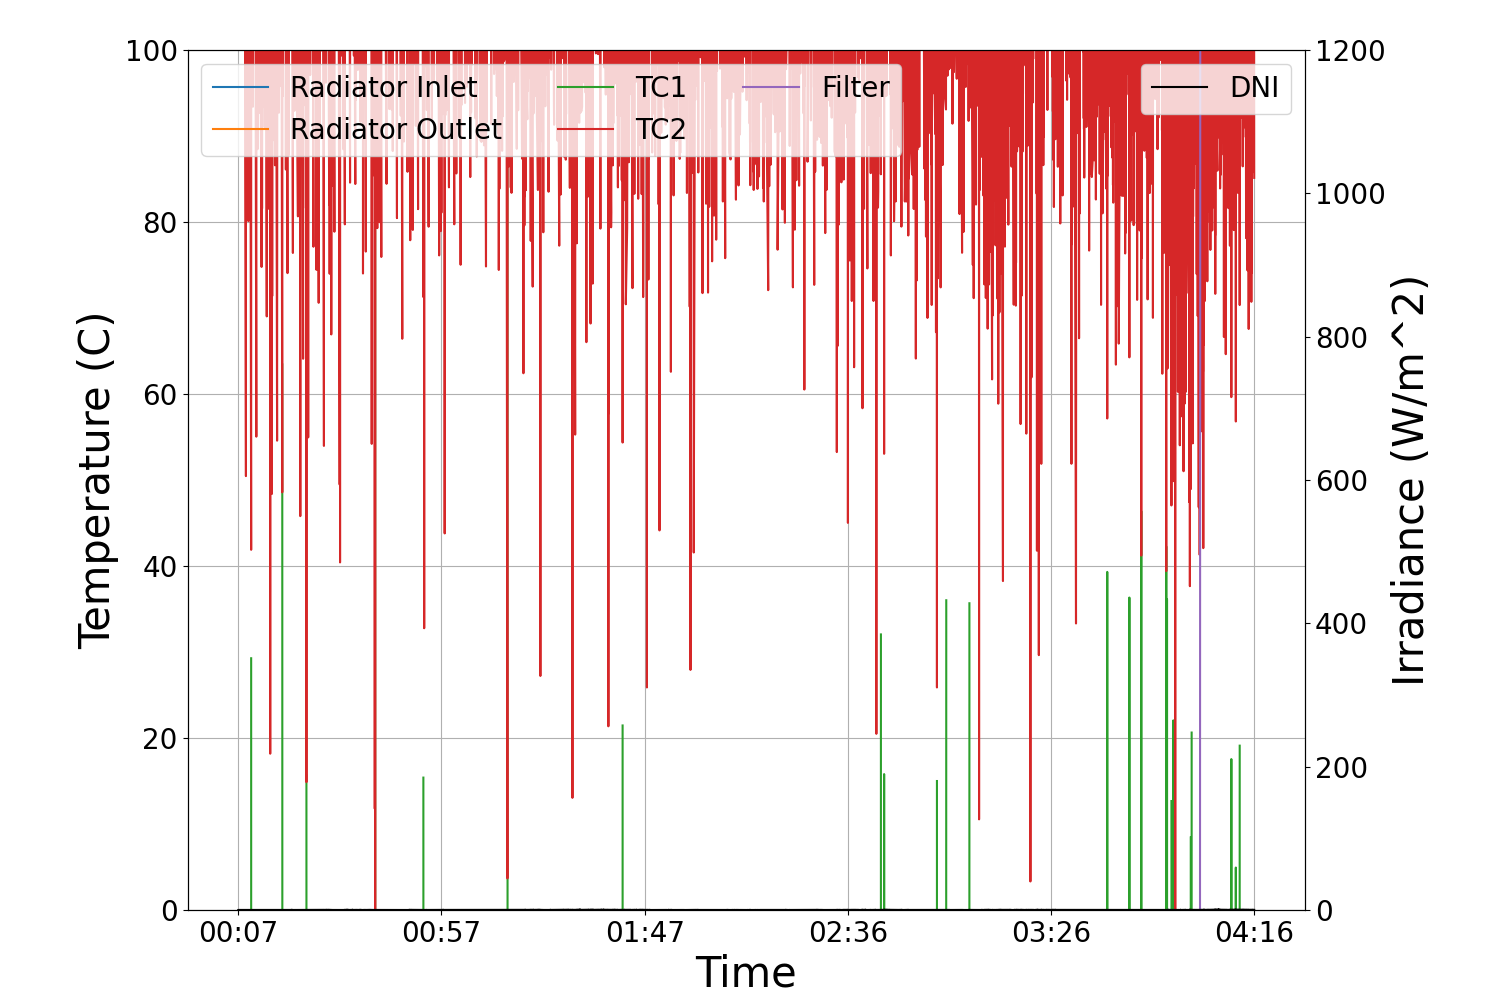 100
80
60
40
20
0
Temperature (C)
Radiator Inlet
Radiator Outlet
TC1
TC2
Filter
DNI
1200
1000
800
600
400
200
0
Irradiance (W/m^2)
00:07 00:57 01:47 02:36 03:26 04:16
Time